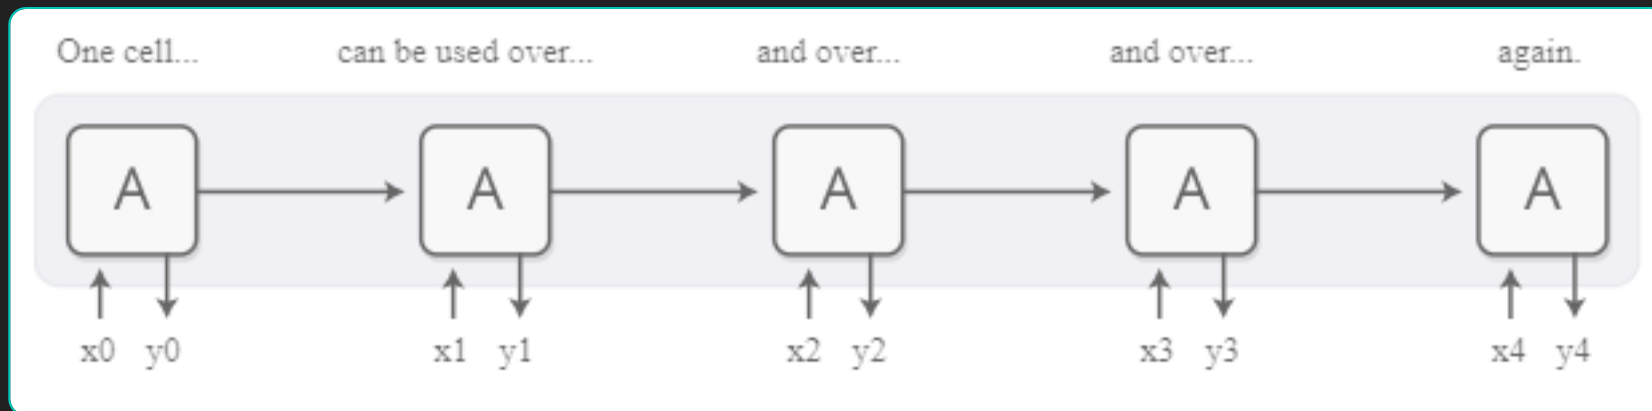 One cell... can be used over... and over... and over... again.
A A A A A
x0 y0 x1 y1 x2 y2 x3 y3 x4 y4